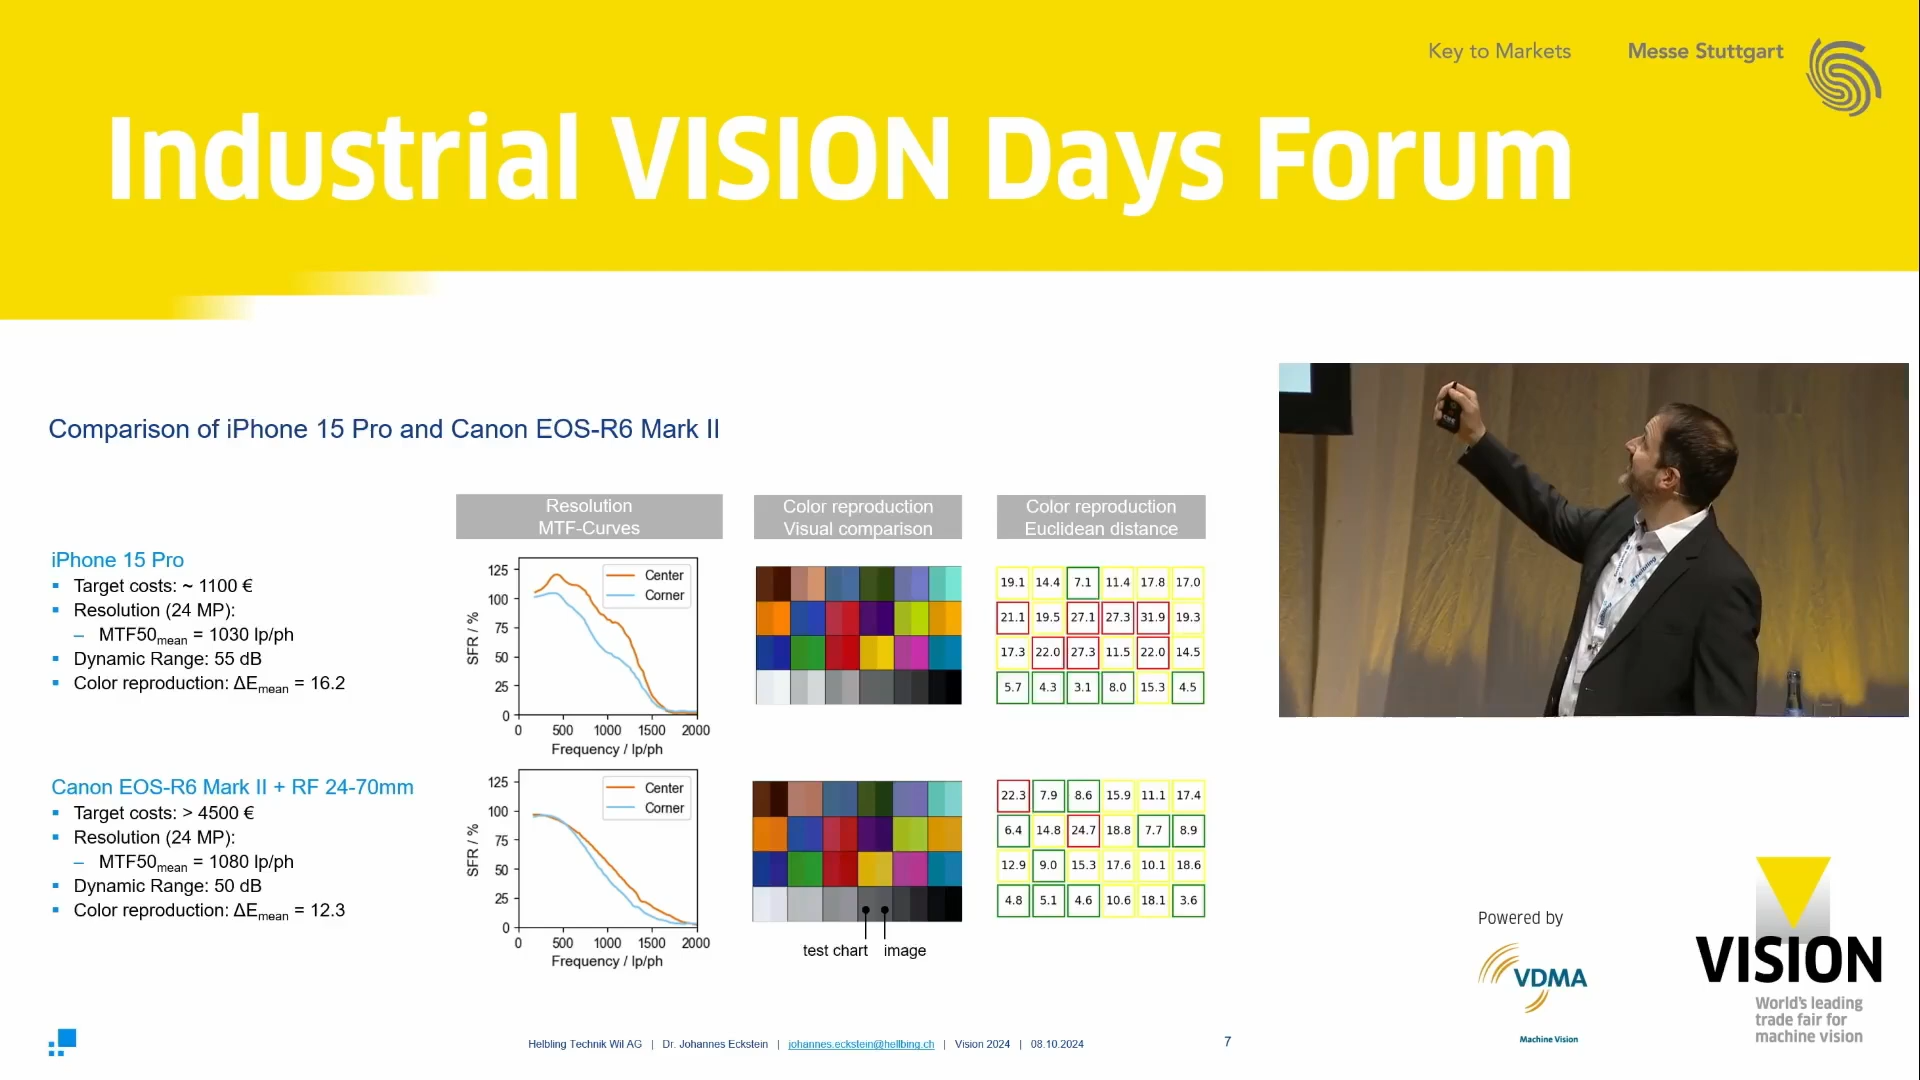 Key to Markets
Messe Stuttgart
Industrial VISION Days Forum
Comparison of iPhone 15 Pro and Canon EOS-R6 Mark II
Resolution
MTF-Curves
Color reproduction
Visual comparison
Color reproduction
Euclidean distance
iPhone 15 Pro
▪ Target costs: ~ 1100 €
▪ Resolution (24 MP):
– MTF50mean = 1030 lp/ph
▪ Dynamic Range: 55 dB
▪ Color reproduction: ΔEmean = 16.2
SFR / %
125
100
75
50
25
0
Center
Corner
0 500 1000 1500 2000
Frequency / lp/ph
19.1 14.4 7.1 11.4 17.8 17.0
21.1 19.5 27.1 27.3 31.9 19.3
17.3 22.0 27.3 11.5 22.0 14.5
5.7 4.3 3.1 8.0 15.3 4.5
Canon EOS-R6 Mark II + RF 24-70mm
▪ Target costs: > 4500 €
▪ Resolution (24 MP):
– MTF50mean = 1080 lp/ph
▪ Dynamic Range: 50 dB
▪ Color reproduction: ΔEmean = 12.3
SFR / %
125
100
75
50
25
0
Center
Corner
0 500 1000 1500 2000
Frequency / lp/ph
test chart image
22.3 7.9 8.6 15.9 11.1 17.4
6.4 14.8 24.7 18.8 7.7 8.9
12.9 9.0 15.3 17.6 10.1 18.6
4.8 5.1 4.6 10.6 18.1 3.6
Powered by
VDMA
Machine Vision
VISION
World's leading
trade fair for
machine vision
Helbling Technik Wil AG | Dr. Johannes Eckstein | johannes.eckstein@hellbing.ch | Vision 2024 | 08.10.2024
7